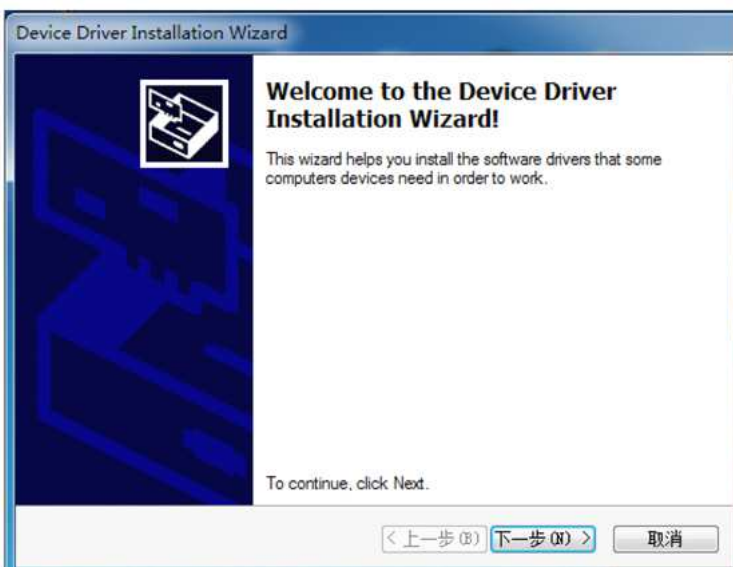 Device Driver Installation Wizard
Welcome to the Device Driver
Installation Wizard!
This wizard helps you install the software drivers that some
computers devices need in order to work.
To continue, click Next.
< 上一步(B) 下一步(N) > 取消